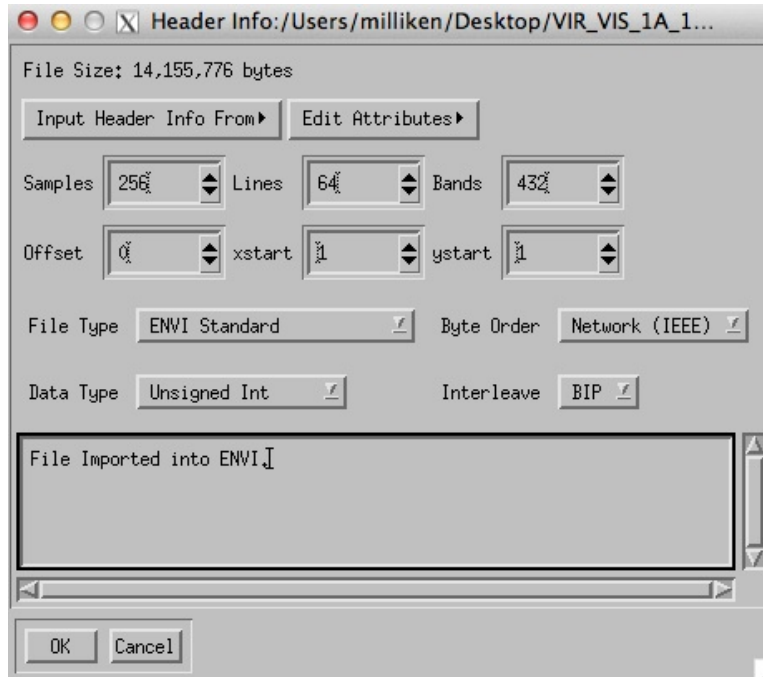 Header Info:/Users/milliken/Desktop/VIR_VIS_1A_1...
File Size: 14,155,776 bytes
Input Header Info From Edit Attributes
Samples 256 Lines 64 Bands 432
Offset 0 xstart 1 ystart 1
File Type ENVI Standard Byte Order Network (IEEE)
Data Type Unsigned Int Interleave BIP
File Imported into ENVI.
OK Cancel